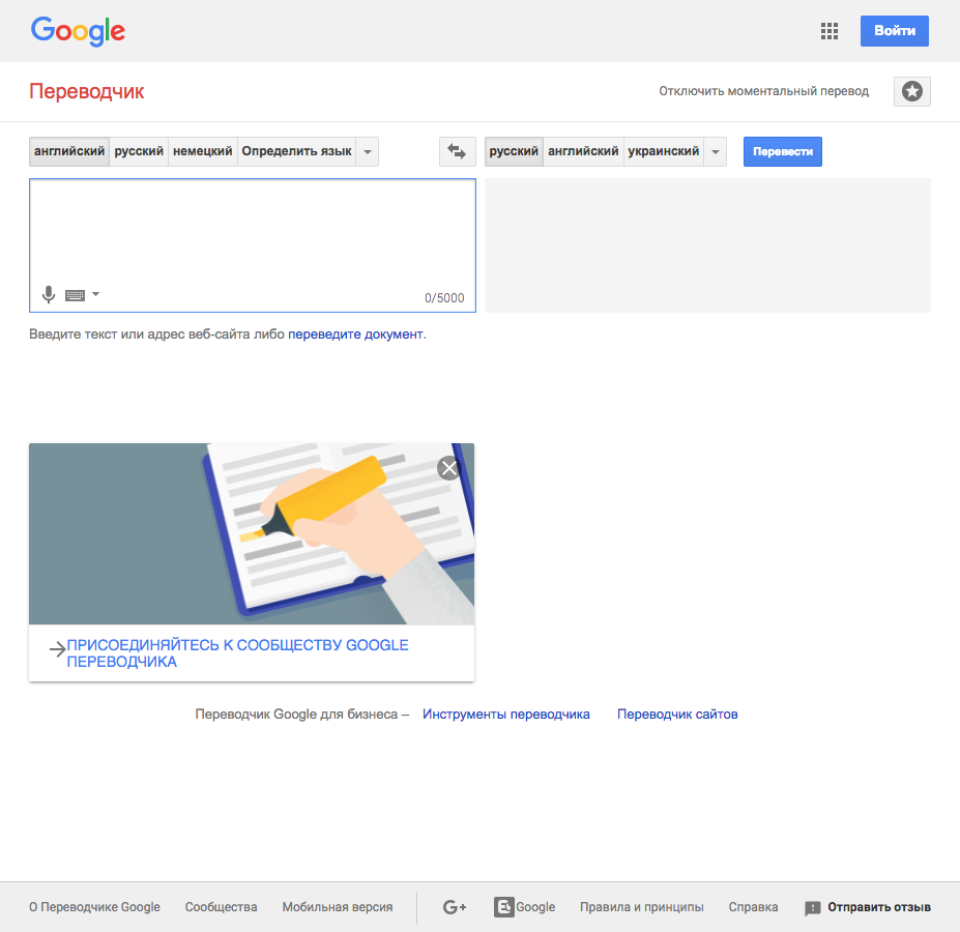 Google
Войти
Переводчик
Отключить моментальный перевод
английский русский немецкий Определить язык
русский английский украинский
Перевести
0/5000
Введите текст или адрес веб-сайта либо переведите документ.
ПРИСОЕДИНЯЙТЕСЬ К СООБЩЕСТВУ GOOGLE
ПЕРЕВОДЧИКА
Переводчик Google для бизнеса – Инструменты переводчика Переводчик сайтов
О Переводчике Google Сообщества Мобильная версия G+ Google Правила и принципы Справка Отправить отзыв